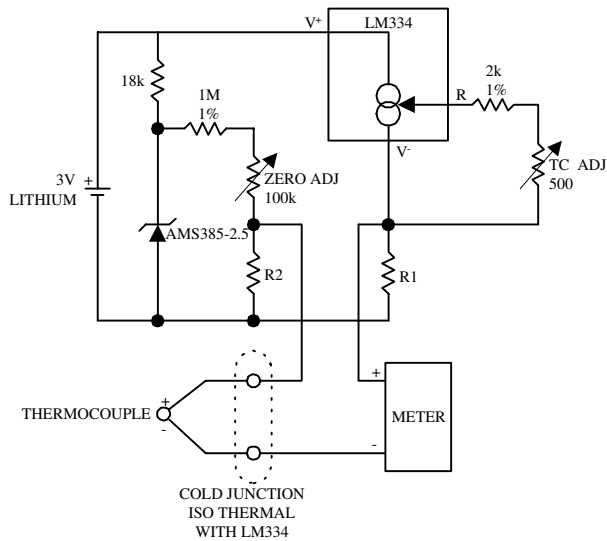 V+
LM334
18k
1M
1%
2k
1%
R
V-
ZERO ADJ
100k
TC ADJ
500
3V
+
LITHIUM
AMS385-2.5
R2
R1
THERMOCOUPLE
+
-
+
-
METER
COLD JUNCTION
ISO THERMAL
WITH LM334